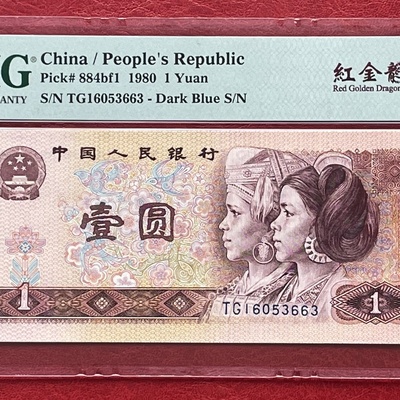 G®
China / People's Republic
Pick# 884bf1 1980 1 Yuan
RANTY
S/N TG16053663 - Dark Blue S/N
紅金龍
Red Golden Dragon
中国人民银行
壹圆
1
TG16053663
1